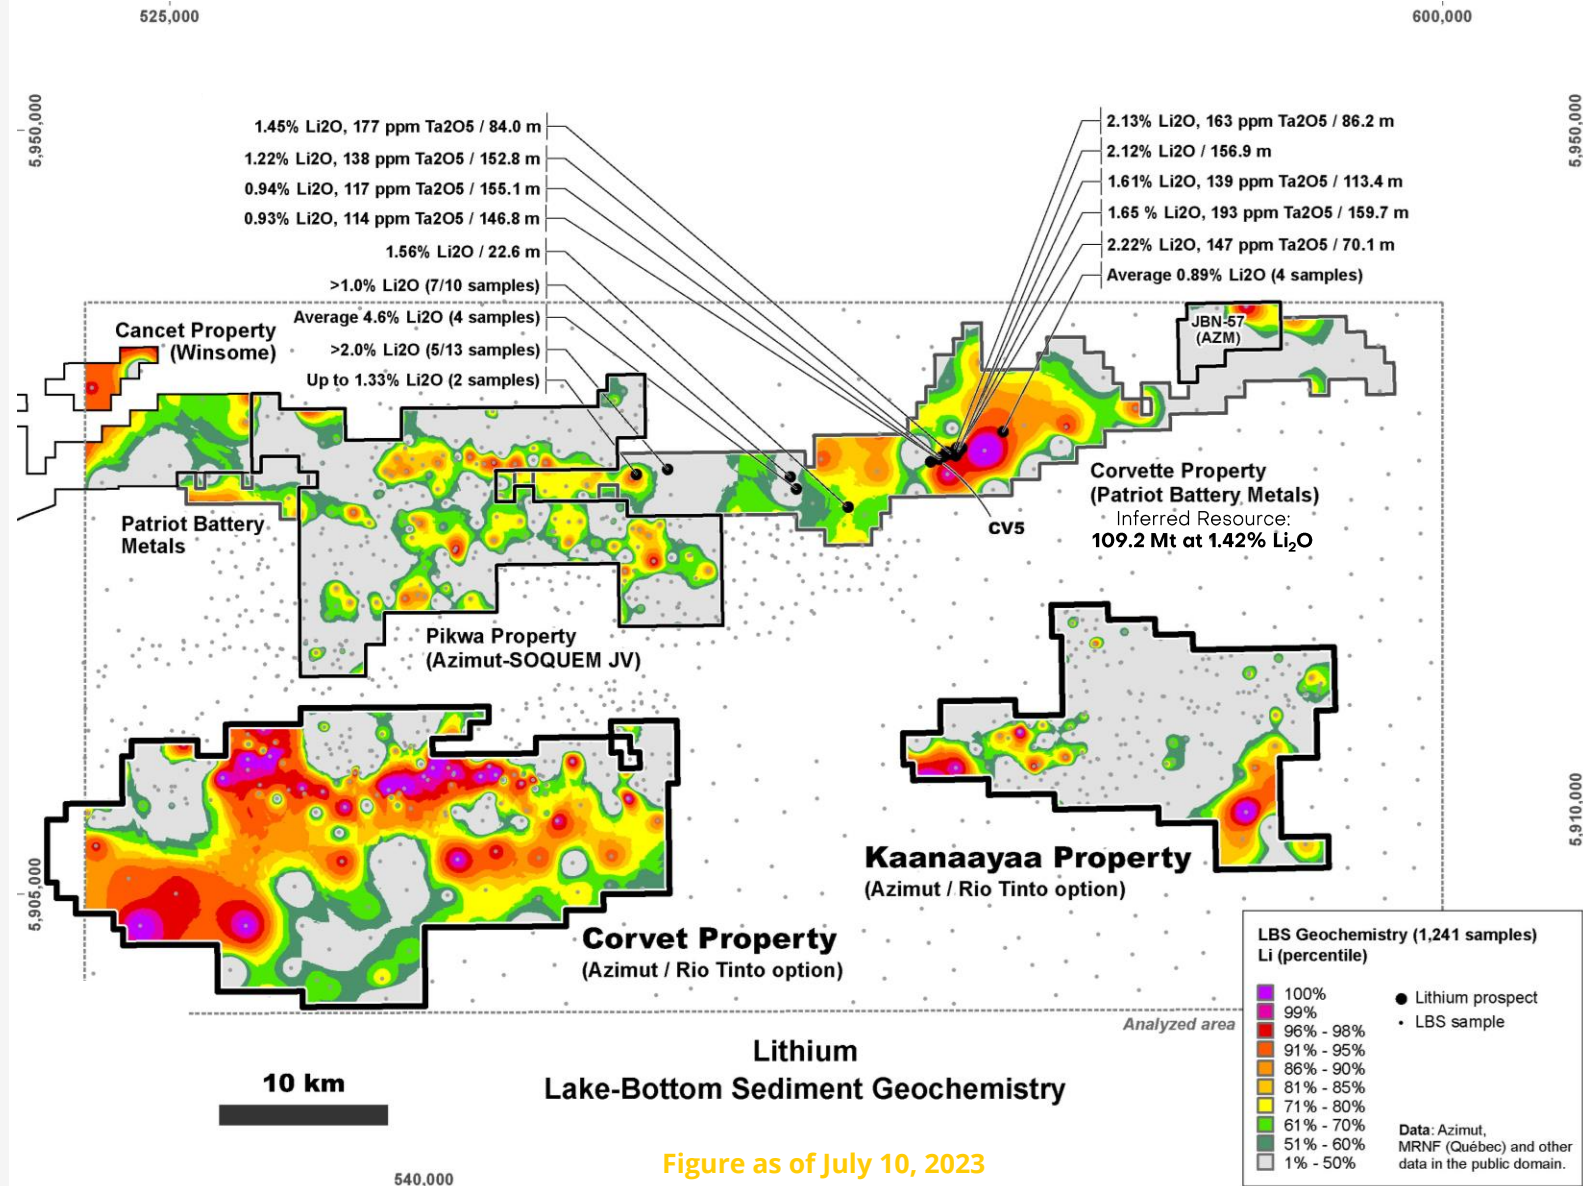 525,000
600,000
5,950,000
5,950,000
1.45% Li2O, 177 ppm Ta2O5 / 84.0 m
1.22% Li2O, 138 ppm Ta2O5 / 152.8 m
0.94% Li2O, 117 ppm Ta2O5 / 155.1 m
0.93% Li2O, 114 ppm Ta2O5 / 146.8 m
1.56% Li2O / 22.6 m
>1.0% Li2O (7/10 samples)
Average 4.6% Li2O (4 samples)
>2.0% Li2O (5/13 samples)
Up to 1.33% Li2O (2 samples)
2.13% Li2O, 163 ppm Ta2O5 / 86.2 m
2.12% Li2O / 156.9 m
1.61% Li2O, 139 ppm Ta2O5 / 113.4 m
1.65 % Li2O, 193 ppm Ta2O5 / 159.7 m
2.22% Li2O, 147 ppm Ta2O5 / 70.1 m
Average 0.89% Li2O (4 samples)
Cancet Property
(Winsome)
JBN-57
(AZM)
Patriot Battery
Metals
CV5
Corvette Property
(Patriot Battery Metals)
Inferred Resource:
109.2 Mt at 1.42% Li₂O
Pikwa Property
(Azimut-SOQUEM JV)
5,910,000
5,905,000
Kaanaayaa Property
(Azimut / Rio Tinto option)
Corvet Property
(Azimut / Rio Tinto option)
Analyzed area
Lithium
Lake-Bottom Sediment Geochemistry
10 km
LBS Geochemistry (1,241 samples)
Li (percentile)
100%
99%
96% - 98%
91% - 95%
86% - 90%
81% - 85%
71% - 80%
61% - 70%
51% - 60%
1% - 50%
Lithium prospect
LBS sample
Data: Azimut,
MRNF (Québec) and other
data in the public domain.
Figure as of July 10, 2023
540,000